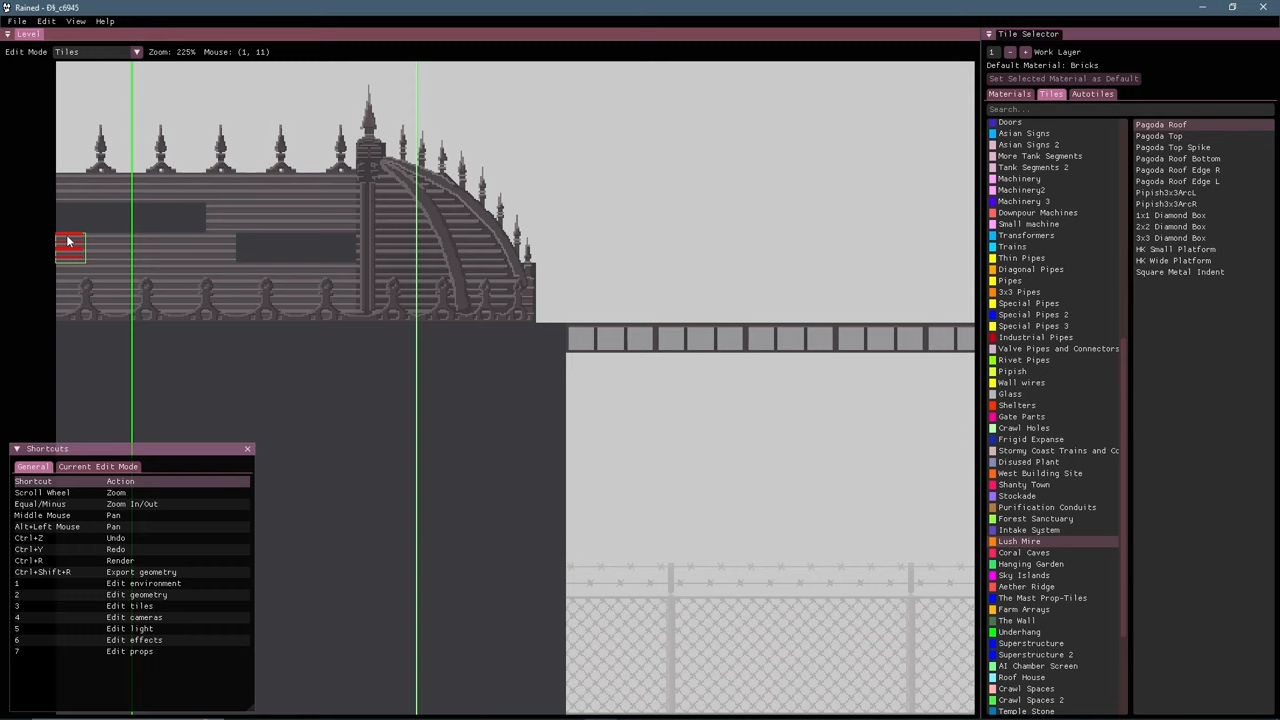 Rained - Ð§_c6945
File Edit View Help
Level
Edit Mode Tiles Zoom: 225% Mouse: (1, 11)
Shortcuts
General Current Edit Mode
Shortcut Action
Scroll Wheel Zoom
Equal/Minus Zoom In/Out
Middle Mouse Pan
Alt+Left Mouse Pan
Ctrl+Z Undo
Ctrl+Y Redo
Ctrl+R Render
Ctrl+Shift+R Export geometry
1 Edit environment
2 Edit geometry
3 Edit tiles
4 Edit cameras
5 Edit light
6 Edit effects
7 Edit props
Tile Selector
1 - + Work Layer
Default Material: Bricks
Set Selected Material as Default
Materials Tiles Autotiles
Search...
Doors
Asian Signs
Asian Signs 2
More Tank Segments
Tank Segments 2
Machinery
Machinery2
Machinery 3
Downpour Machines
Small machine
Transformers
Trains
Thin Pipes
Diagonal Pipes
Pipes
3x3 Pipes
Special Pipes
Special Pipes 2
Special Pipes 3
Industrial Pipes
Valve Pipes and Connectors
Rivet Pipes
Pipish
Wall wires
Glass
Shelters
Gate Parts
Crawl Holes
Frigid Expanse
Stormy Coast Trains and Co
Disused Plant
West Building Site
Shanty Town
Stockade
Purification Conduits
Forest Sanctuary
Intake System
Lush Mire
Coral Caves
Hanging Garden
Sky Islands
Aether Ridge
The Mast Prop-Tiles
Farm Arrays
The Wall
Underhang
Superstructure
Superstructure 2
AI Chamber Screen
Roof House
Crawl Spaces
Crawl Spaces 2
Temple Stone
Pagoda Roof
Pagoda Top
Pagoda Top Spike
Pagoda Roof Bottom
Pagoda Roof Edge R
Pagoda Roof Edge L
Pipish3x3ArcL
Pipish3x3ArcR
1x1 Diamond Box
2x2 Diamond Box
3x3 Diamond Box
HK Small Platform
HK Wide Platform
Square Metal Indent